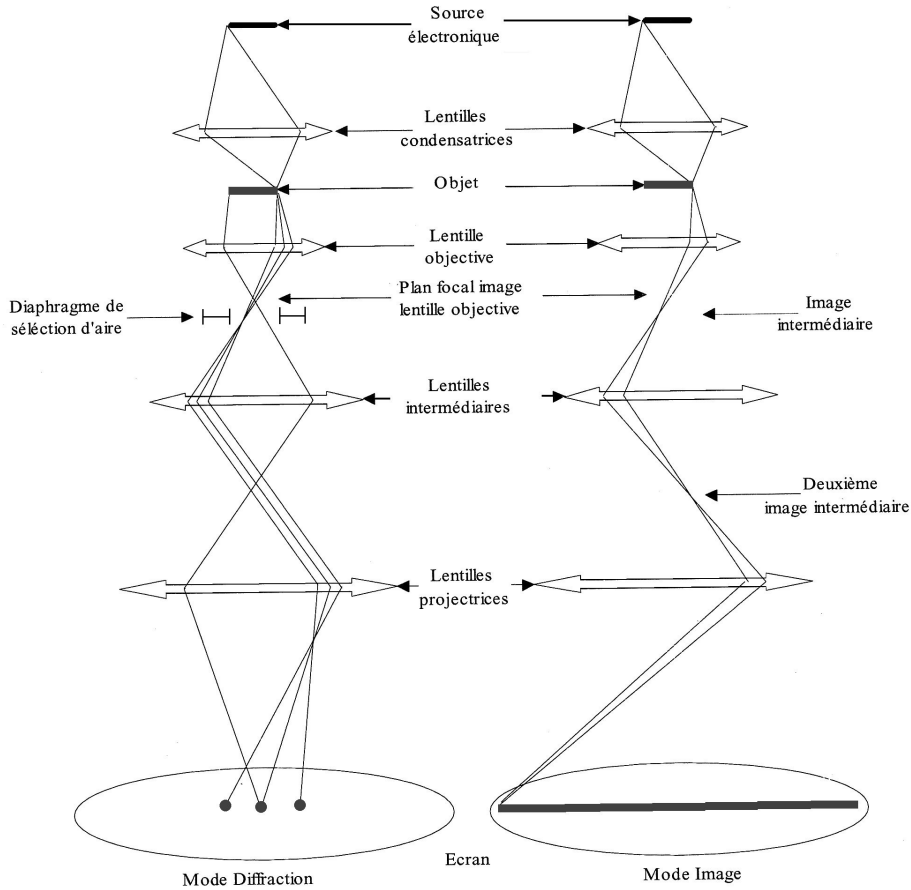 Source
électronique
Lentilles
condensatrices
Objet
Lentille
objective
Diaphragme de
séléction d'aire
Plan focal image
lentille objective
Image
intermédiaire
Lentilles
intermédiaires
Deuxième
image intermédiaire
Lentilles
projectrices
Ecran
Mode Diffraction
Mode Image